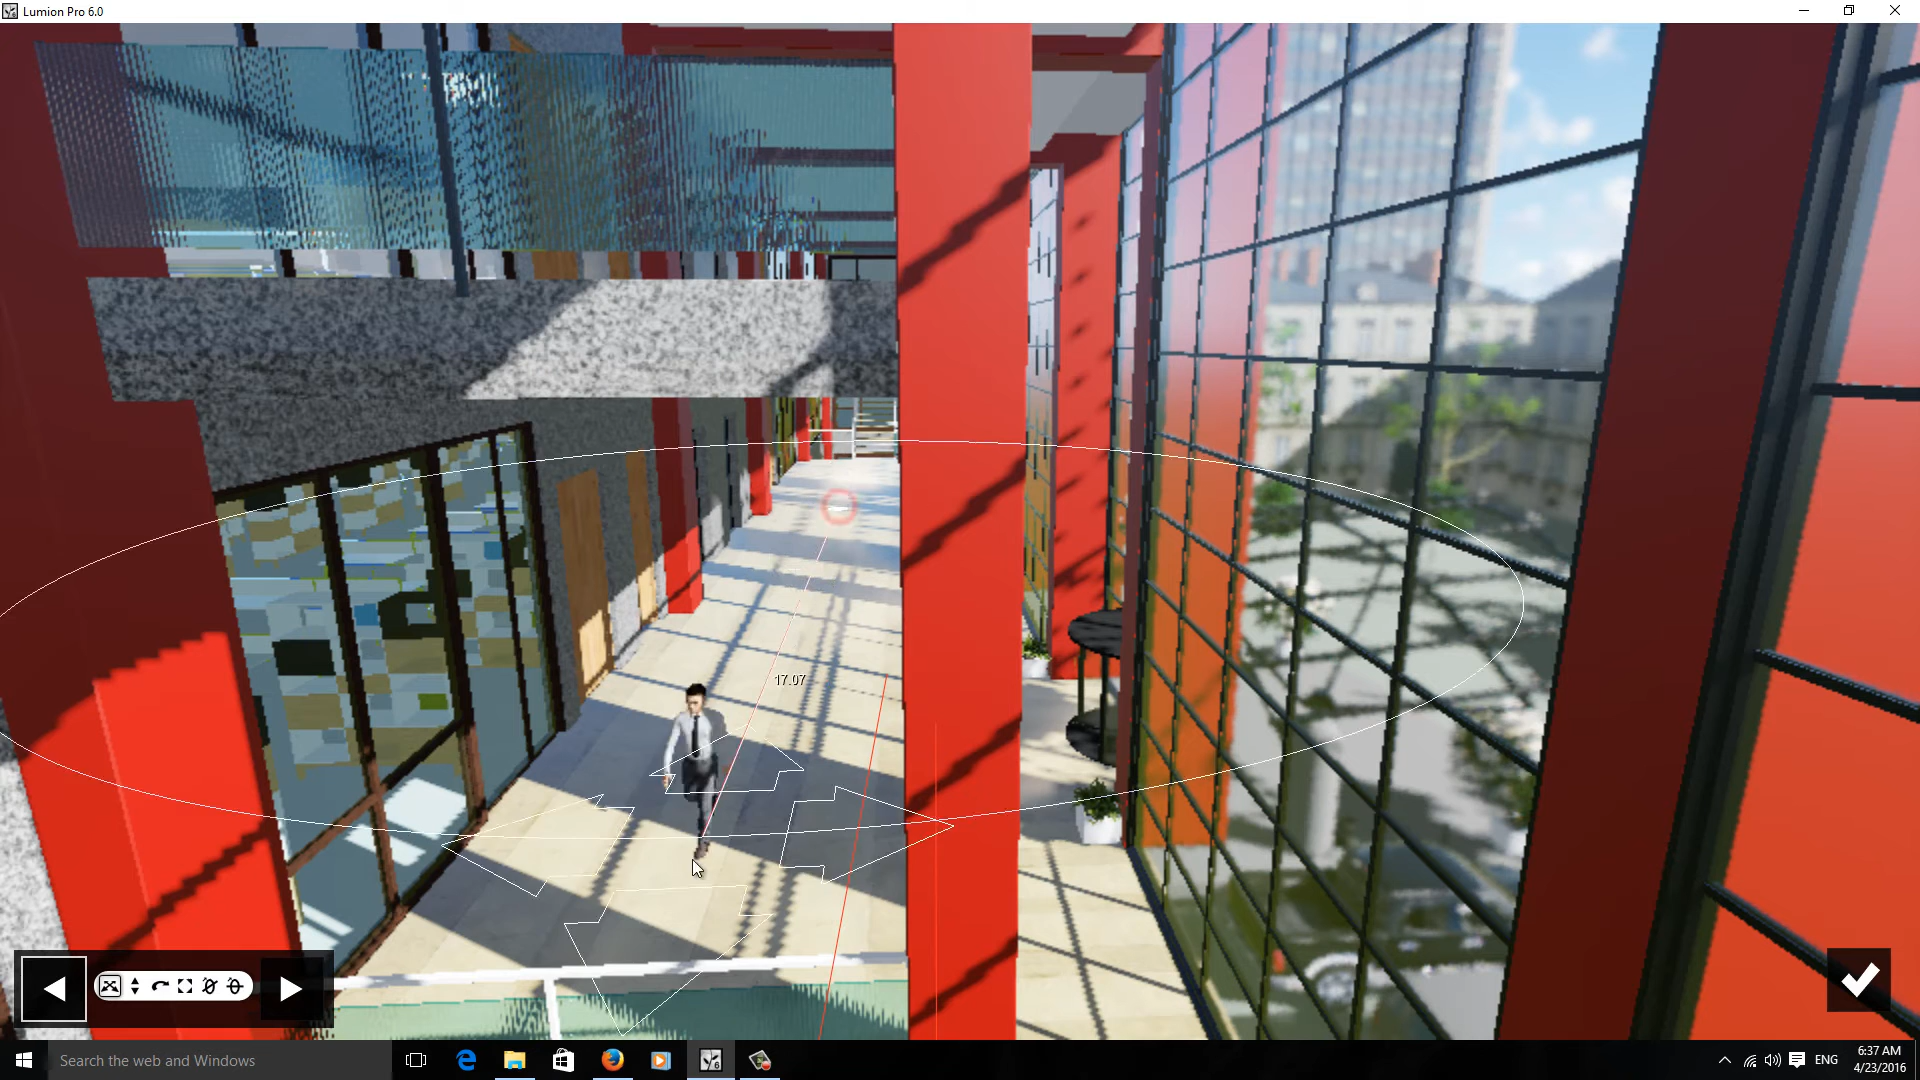 Lumion Pro 6.0
17.07
Search the web and Windows
ENG
6:37 AM
4/23/2016